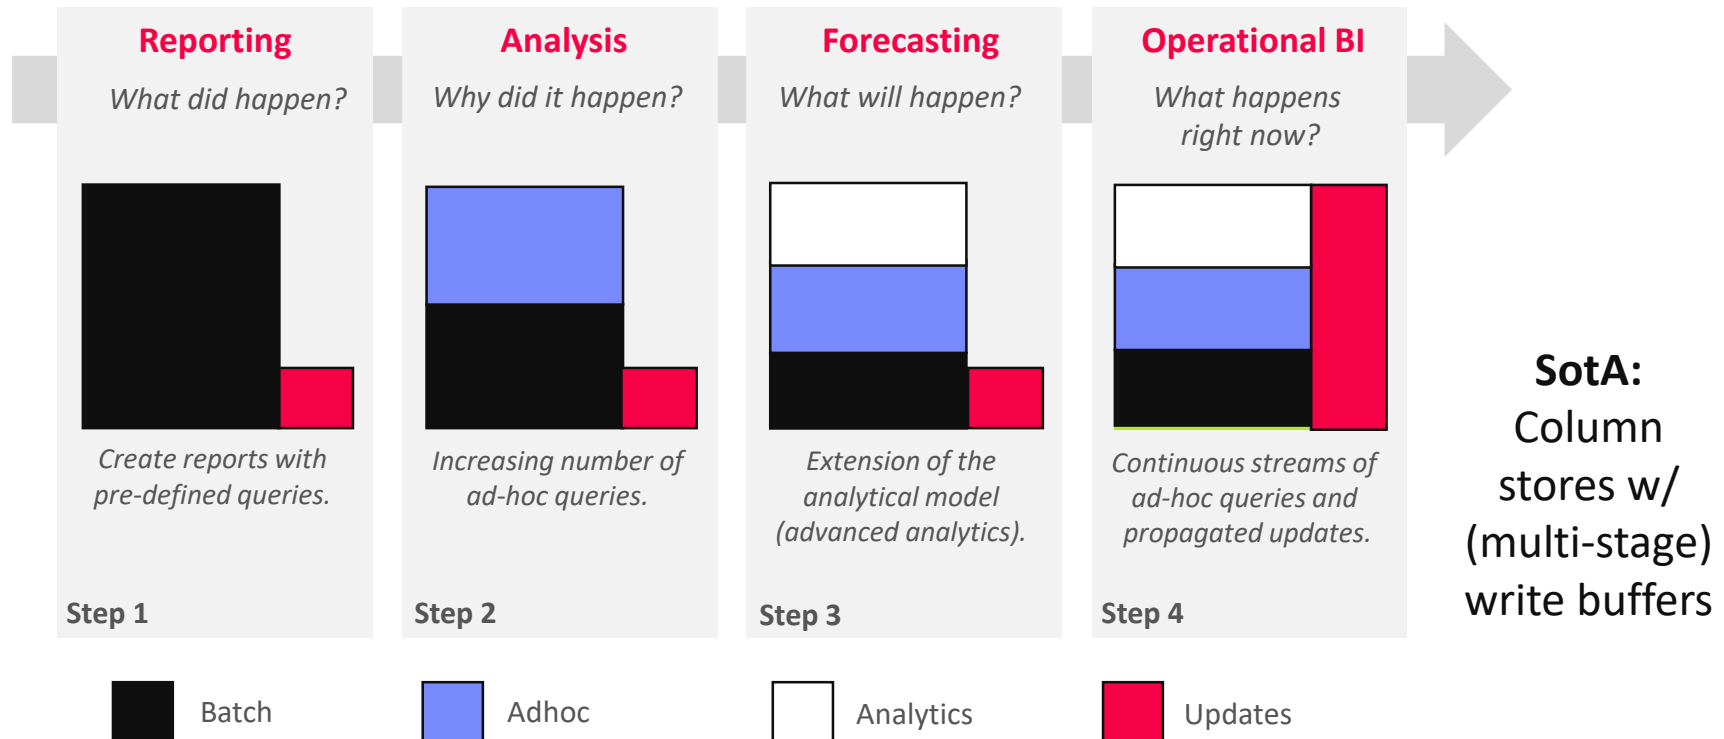 Reporting
What did happen?
Create reports with
pre-defined queries.
Step 1
Analysis
Why did it happen?
Increasing number of
ad-hoc queries.
Step 2
Forecasting
What will happen?
Extension of the
analytical model
(advanced analytics).
Step 3
Operational BI
What happens
right now?
Continuous streams of
ad-hoc queries and
propagated updates.
Step 4
SotA:
Column
stores w/
(multi-stage)
write buffers
Batch
Adhoc
Analytics
Updates